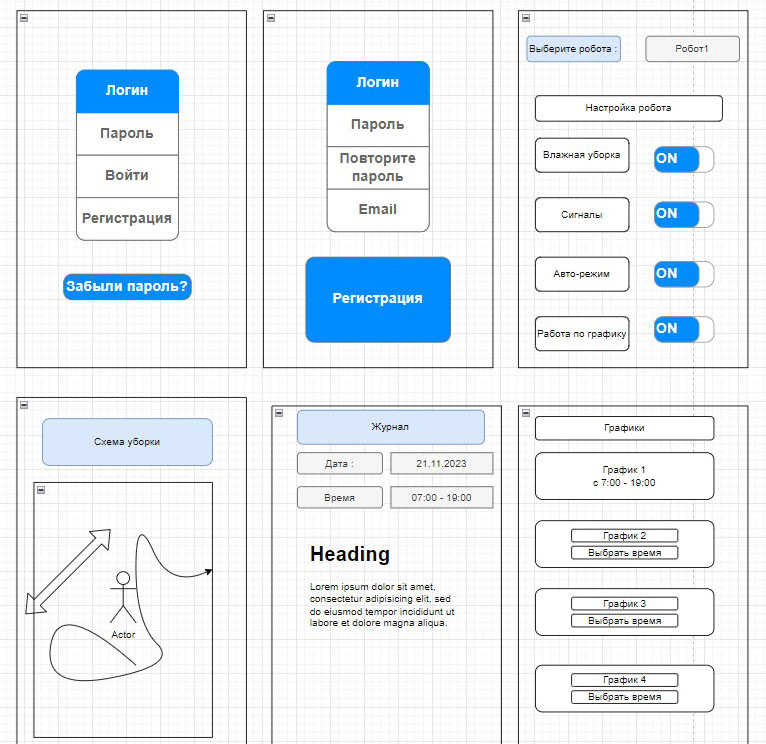 Логин
Пароль
Войти
Регистрация
Забыли пароль?
Логин
Пароль
Повторите
пароль
Email
Регистрация
Выберите робота :
Робот1
Настройка робота
Влажная уборка
ON
Сигналы
ON
Авто-режим
ON
Работа по графику
ON
Схема уборки
Actor
Журнал
Дата :
21.11.2023
Время
07:00 - 19:00
Heading
Lorem ipsum dolor sit amet,
consectetur adipisicing elit, sed
do eiusmod tempor incididunt ut
labore et dolore magna aliqua.
Графики
График 1
с 7:00 - 19:00
График 2
Выбрать время
График 3
Выбрать время
График 4
Выбрать время